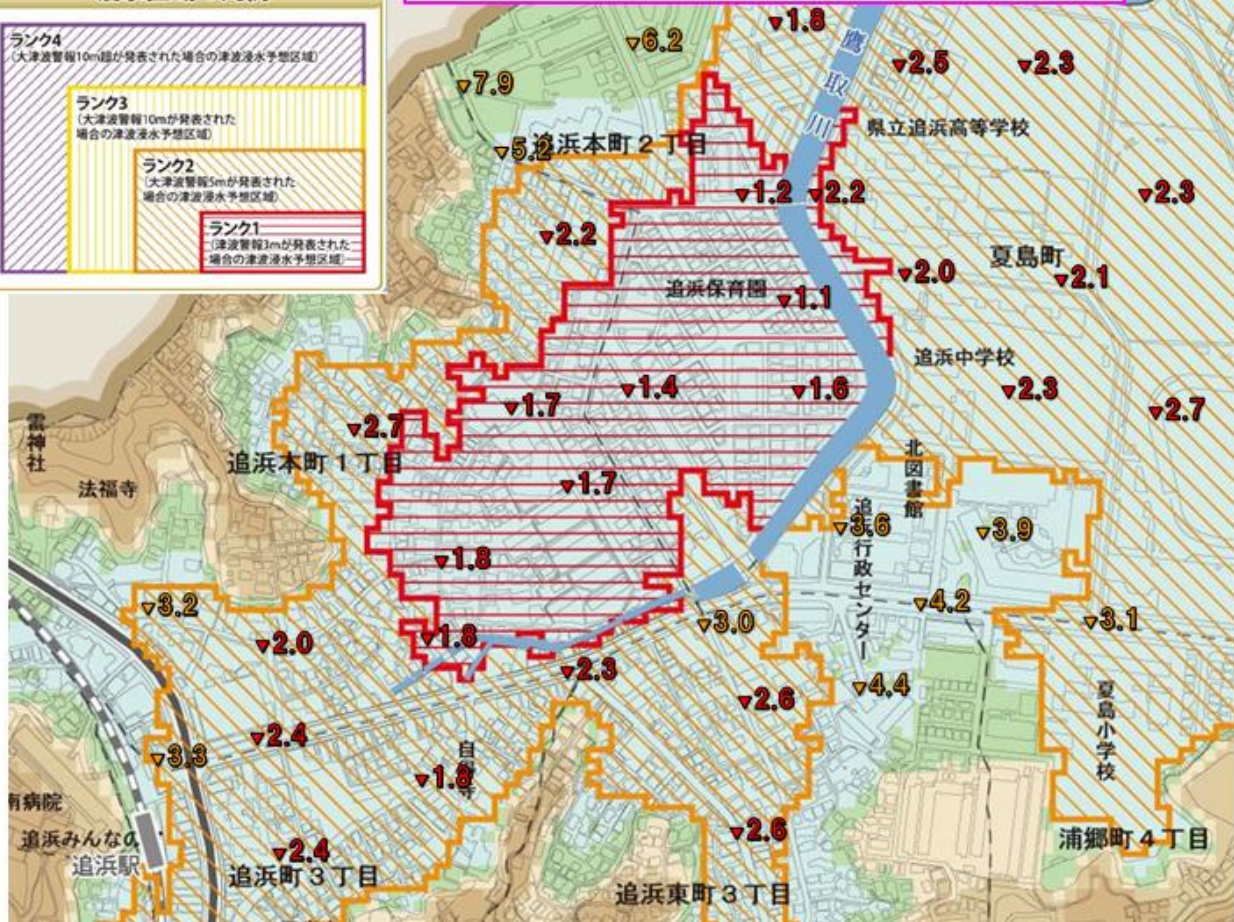 ランク4
(大津波警報10m超が発表された場合の津波浸水予想区域)
ランク3
(大津波警報10mが発表された
場合の津波浸水予想区域)
ランク2
(大津波警報5mが発表された
場合の津波浸水予想区域)
ランク1
(津波警報3mが発表された
場合の津波浸水予想区域)
▼1.8
▼6.2
鷹取川
▼2.5
▼2.3
▼7.9
県立追浜高等学校
▼5.2
追浜本町2丁目
▼1.2
▼2.2
▼2.3
▼2.2
夏島町
▼2.0
▼2.1
追浜保育園
▼1.1
追浜中学校
▼1.7
▼1.4
▼1.6
▼2.3
▼2.7
雷神社
▼2.7
追浜本町1丁目
北図書館
法福寺
▼1.7
▼3.6
行政センター
▼3.9
▼1.8
▼3.2
▼4.2
▼3.0
▼3.1
▼2.0
▼1.8
▼2.3
▼4.4
▼2.6
夏島小学校
▼2.4
▼3.3
▼1.8
南病院
追浜みんなの
追浜駅
▼2.4
▼2.6
浦郷町4丁目
追浜町3丁目
追浜東町3丁目